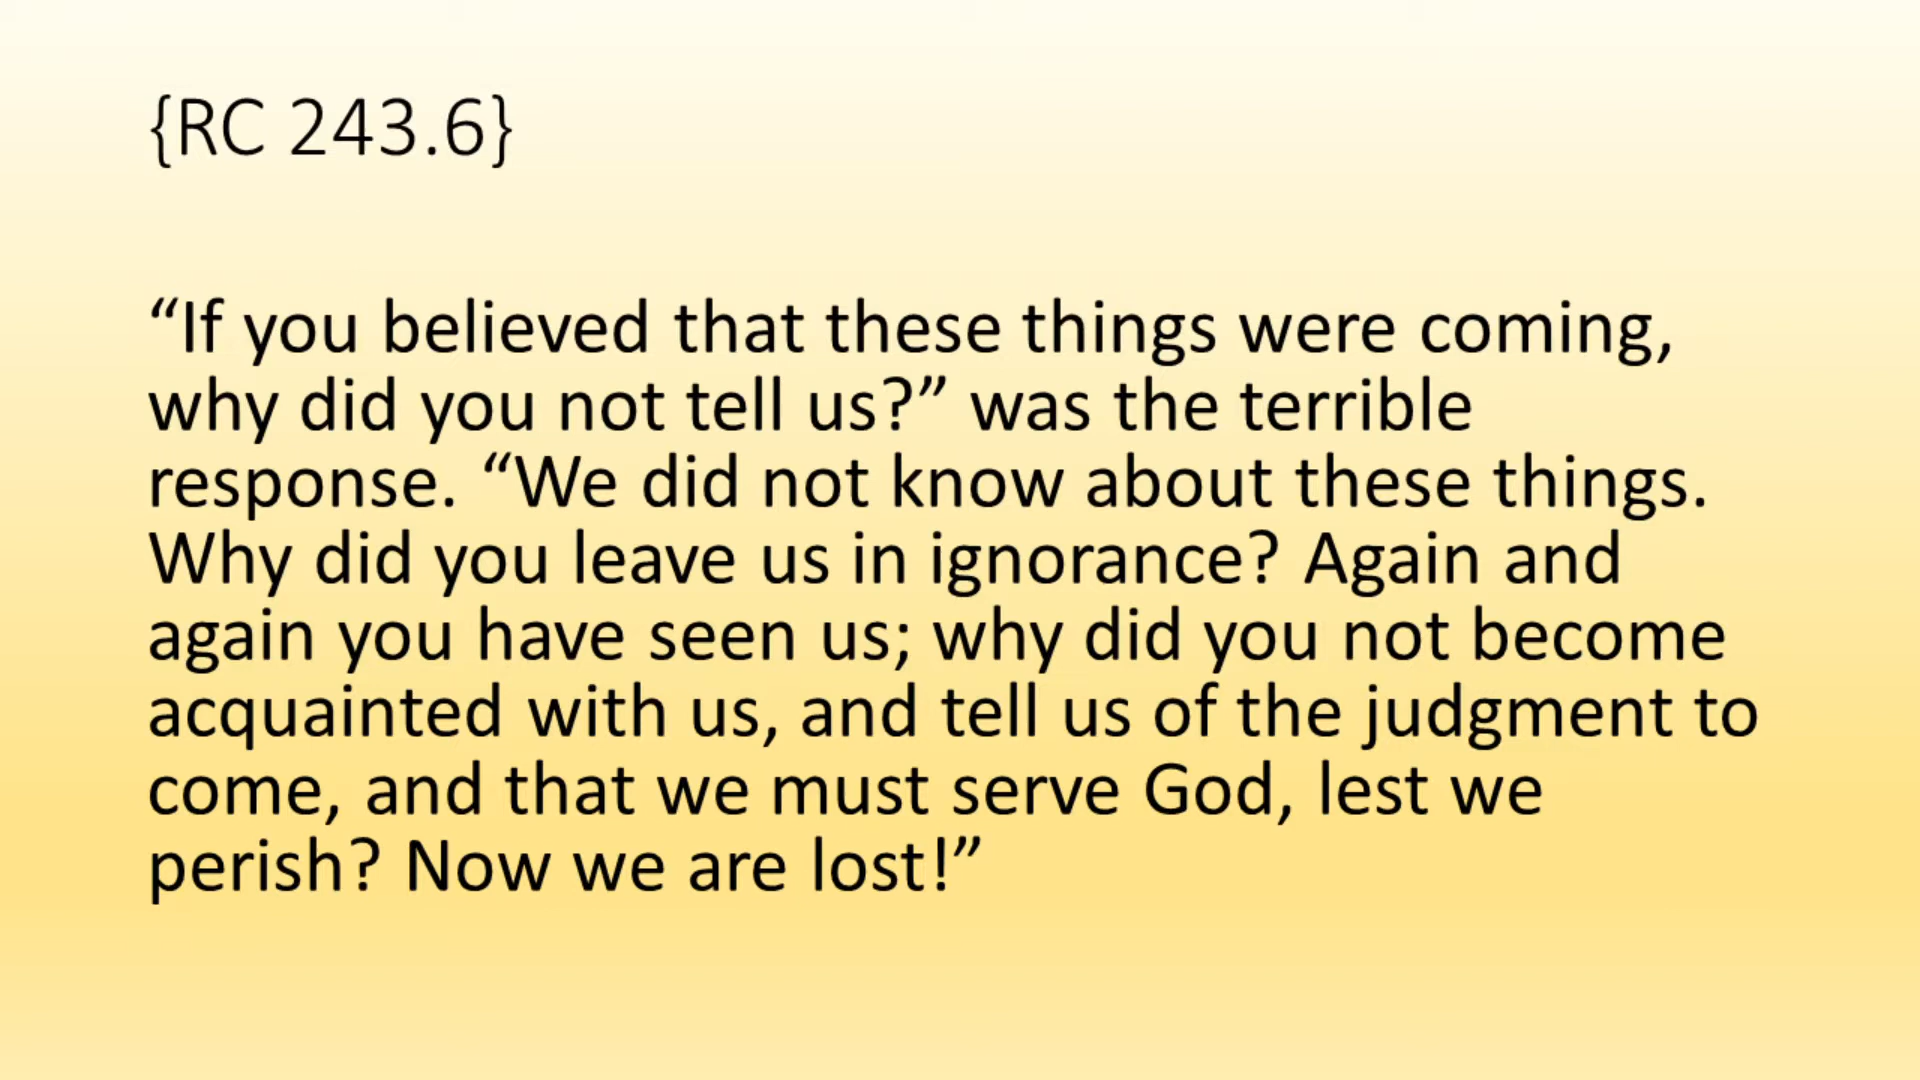 {RC 243.6}
“If you believed that these things were coming,
why did you not tell us?” was the terrible
response. “We did not know about these things.
Why did you leave us in ignorance? Again and
again you have seen us; why did you not become
acquainted with us, and tell us of the judgment to
come, and that we must serve God, lest we
perish? Now we are lost!”